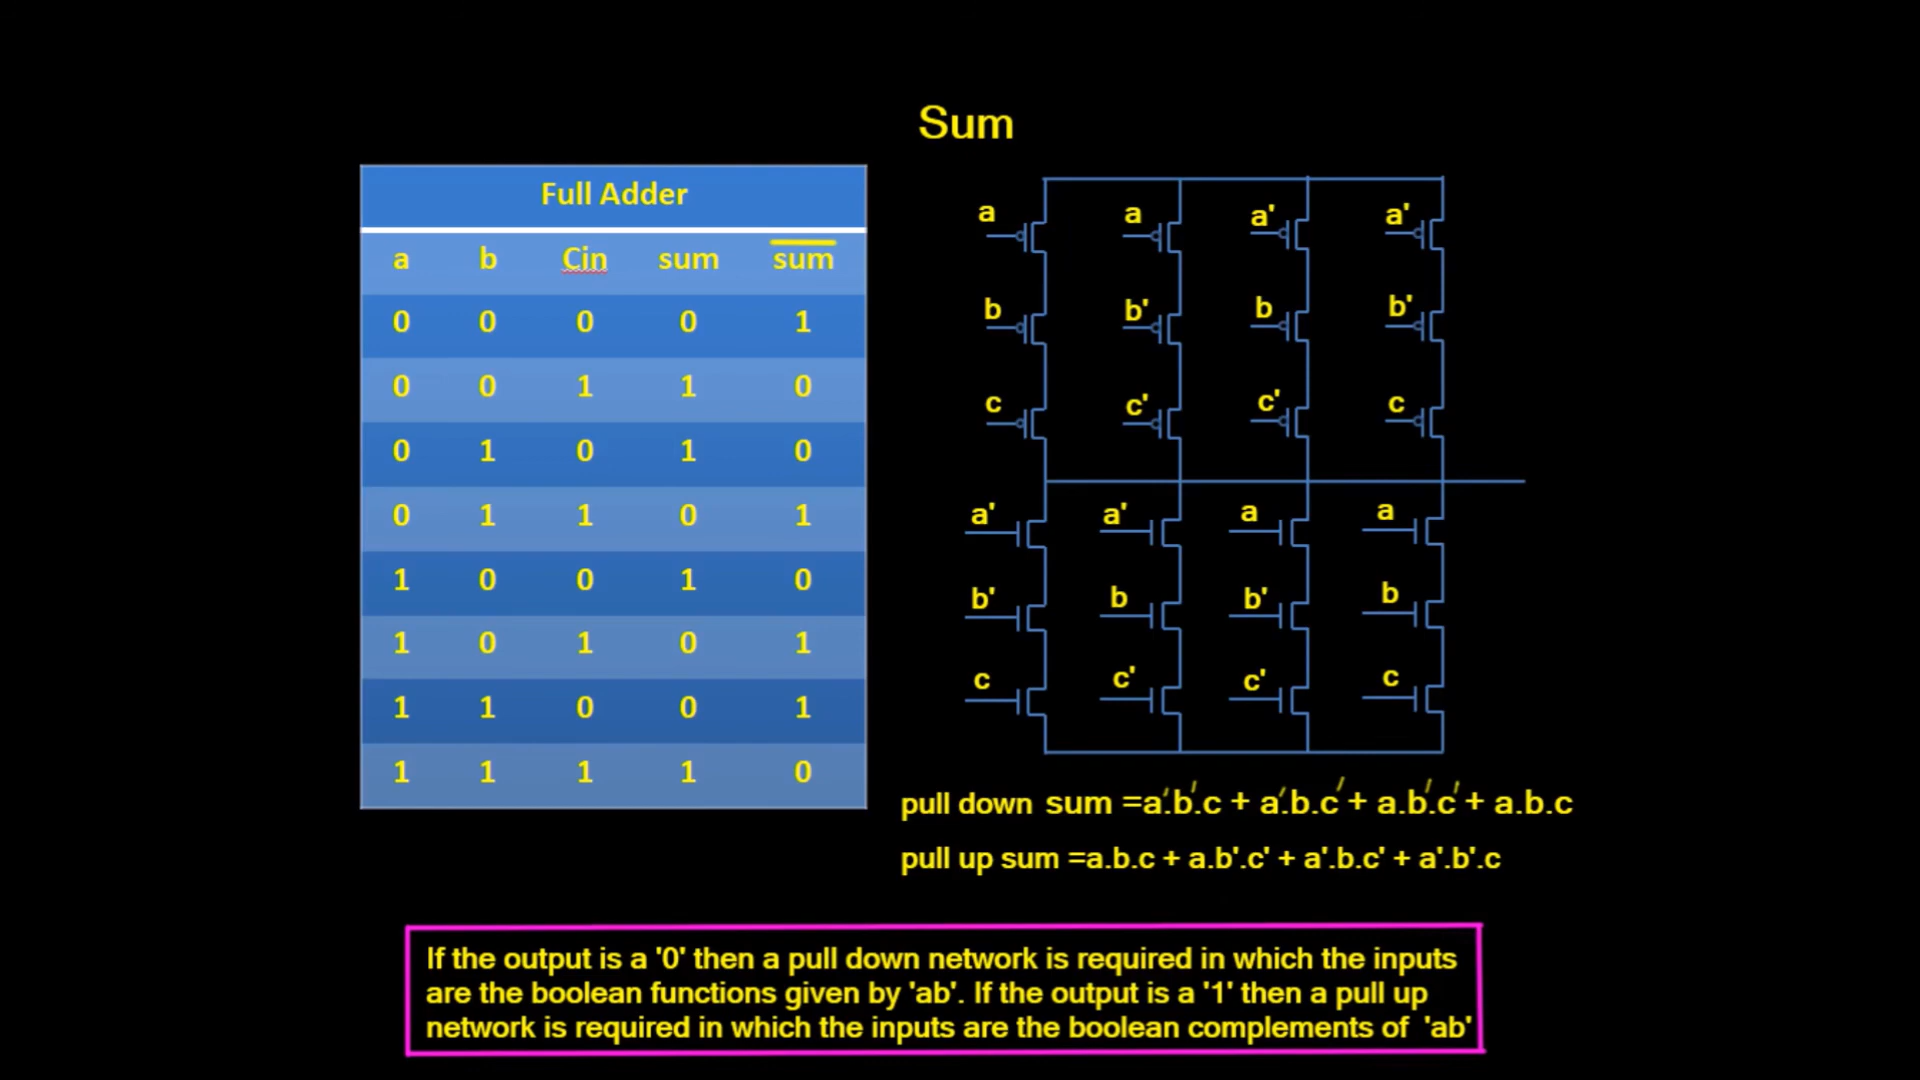 Sum
Full Adder
a b Cin sum s̅u̅m̅
0 0 0 0 1
0 0 1 1 0
0 1 0 1 0
0 1 1 0 1
1 0 0 1 0
1 0 1 0 1
1 1 0 0 1
1 1 1 1 0
a a a' a'
b b' b b'
c c' c' c
a' a' a a
b' b b' b
c c' c' c
pull down sum =a'.b'.c + a'.b.c' + a.b'.c' + a.b.c
pull up sum =a.b.c + a.b'.c' + a'.b.c' + a'.b'.c
If the output is a '0' then a pull down network is required in which the inputs
are the boolean functions given by 'ab'. If the output is a '1' then a pull up
network is required in which the inputs are the boolean complements of 'ab'